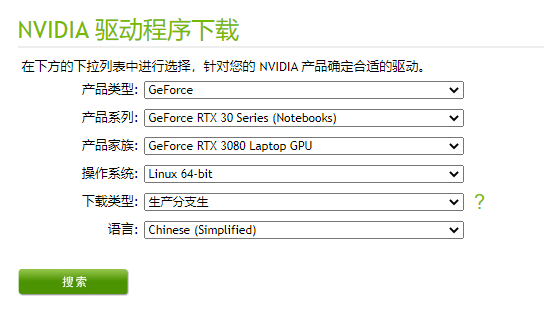 NVIDIA 驱动程序下载
在下方的下拉列表中进行选择，针对您的 NVIDIA 产品确定合适的驱动。
产品类型: GeForce
产品系列: GeForce RTX 30 Series (Notebooks)
产品家族: GeForce RTX 3080 Laptop GPU
操作系统: Linux 64-bit
下载类型: 生产分支生 ?
语言: Chinese (Simplified)
搜索